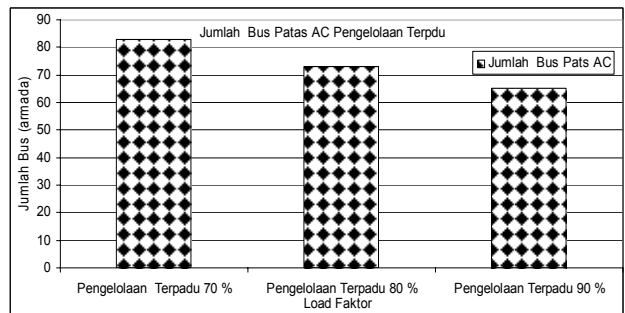 Jumlah Bus Patas AC Pengelolaan Terpdu
Jumlah Bus Pats AC
Jumlah Bus (armada)
90
80
70
60
50
40
30
20
10
0
Pengelolaan Terpadu 70 %
Pengelolaan Terpadu 80 %
Pengelolaan Terpadu 90 %
Load Faktor